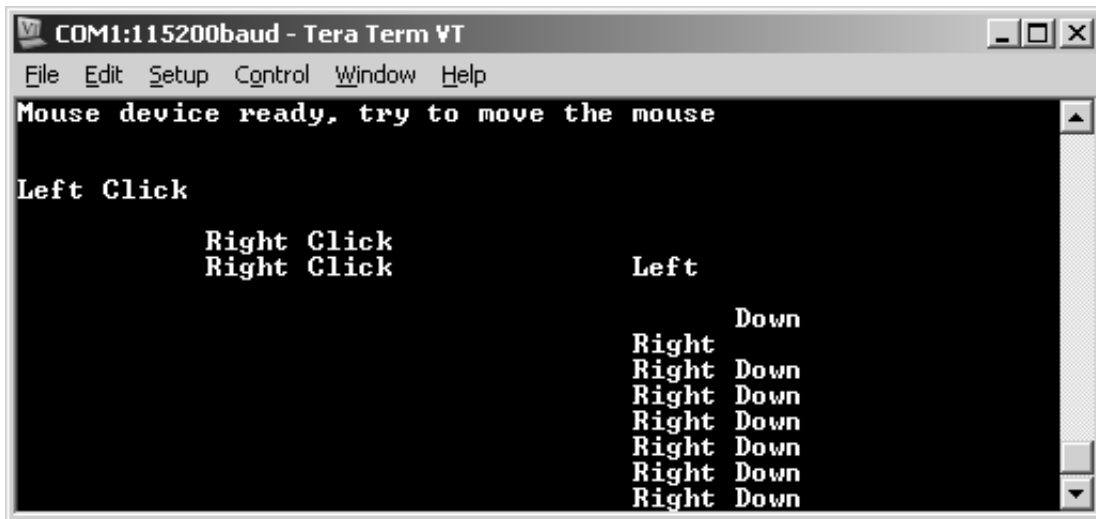 COM1:115200baud - Tera Term VT
File Edit Setup Control Window Help
Mouse device ready, try to move the mouse
Left Click
Right Click
Right Click Left
Down
Right
Right Down
Right Down
Right Down
Right Down
Right Down
Right Down